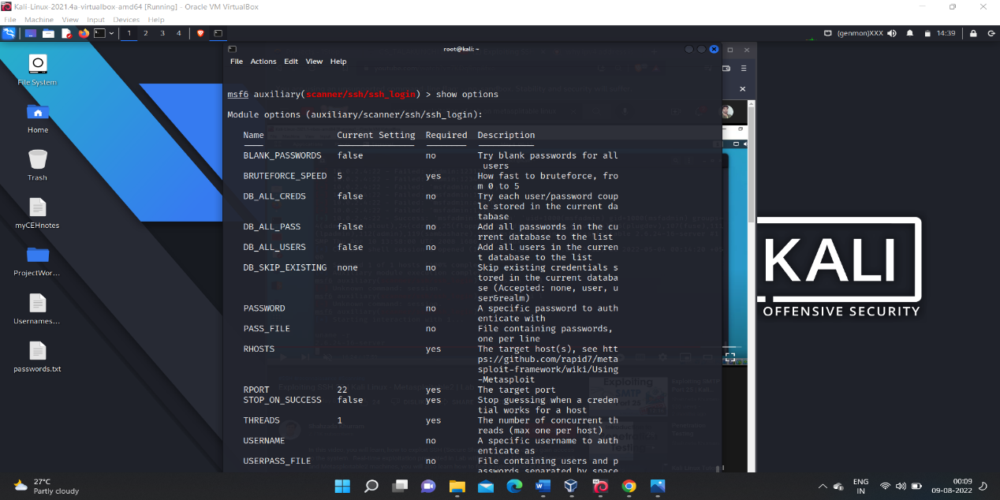 Kali-Linux-2021.4a-virtualbox-amd64 [Running] - Oracle VM VirtualBox
File Machine View Input Devices Help
1 2 3 4
(genmon)XXX 14:39
root@kali: ~
File Actions Edit View Help
File System
Home
Trash
myCEHnotes
ProjectWor...
Usernames...
passwords.txt
msf6 auxiliary(scanner/ssh/ssh_login) > show options
Module options (auxiliary/scanner/ssh/ssh_login):
Name Current Setting Required Description
BLANK_PASSWORDS false no Try blank passwords for all
users
BRUTEFORCE_SPEED 5 yes How fast to bruteforce, fro
m 0 to 5
DB_ALL_CREDS false no Try each user/password coup
le stored in the current da
tabase
DB_ALL_PASS false no Add all passwords in the cu
rrent database to the list
DB_ALL_USERS false no Add all users in the curren
t database to the list
DB_SKIP_EXISTING none no Skip existing credentials s
tored in the current databa
se (Accepted: none, user, u
ser&realm)
PASSWORD no A specific password to auth
enticate with
PASS_FILE no File containing passwords,
one per line
RHOSTS yes The target host(s), see htt
ps://github.com/rapid7/meta
sploit-framework/wiki/Using
-Metasploit
RPORT 22 yes The target port
STOP_ON_SUCCESS false yes Stop guessing when a creden
tial works for a host
THREADS 1 yes The number of concurrent th
reads (max one per host)
USERNAME no A specific username to auth
enticate as
USERPASS_FILE no File containing users and p
asswords separated by space
KALI
OFFENSIVE SECURITY
27°C
Partly cloudy
ENG
IN
00:09
09-08-2022